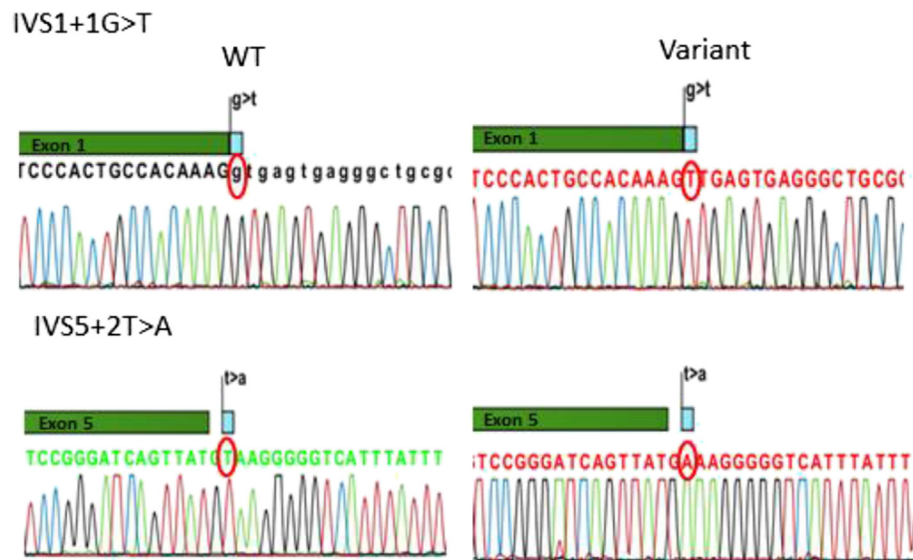 IVS1+1G>T
WT
Variant
g>t
g>t
Exon 1
Exon 1
TCCCACTGCCACAAAGgtgagtgagggctgcgc
TCCCACTGCCACAAAGTTGAGTGAGGGCTGCGC
IVS5+2T>A
t>a
t>a
Exon 5
Exon 5
TCCGGGATCAGTTATGTAAGGGGGTCATTTATTT
TCCGGGATCAGTTATGAAAGGGGGTCATTTATTT